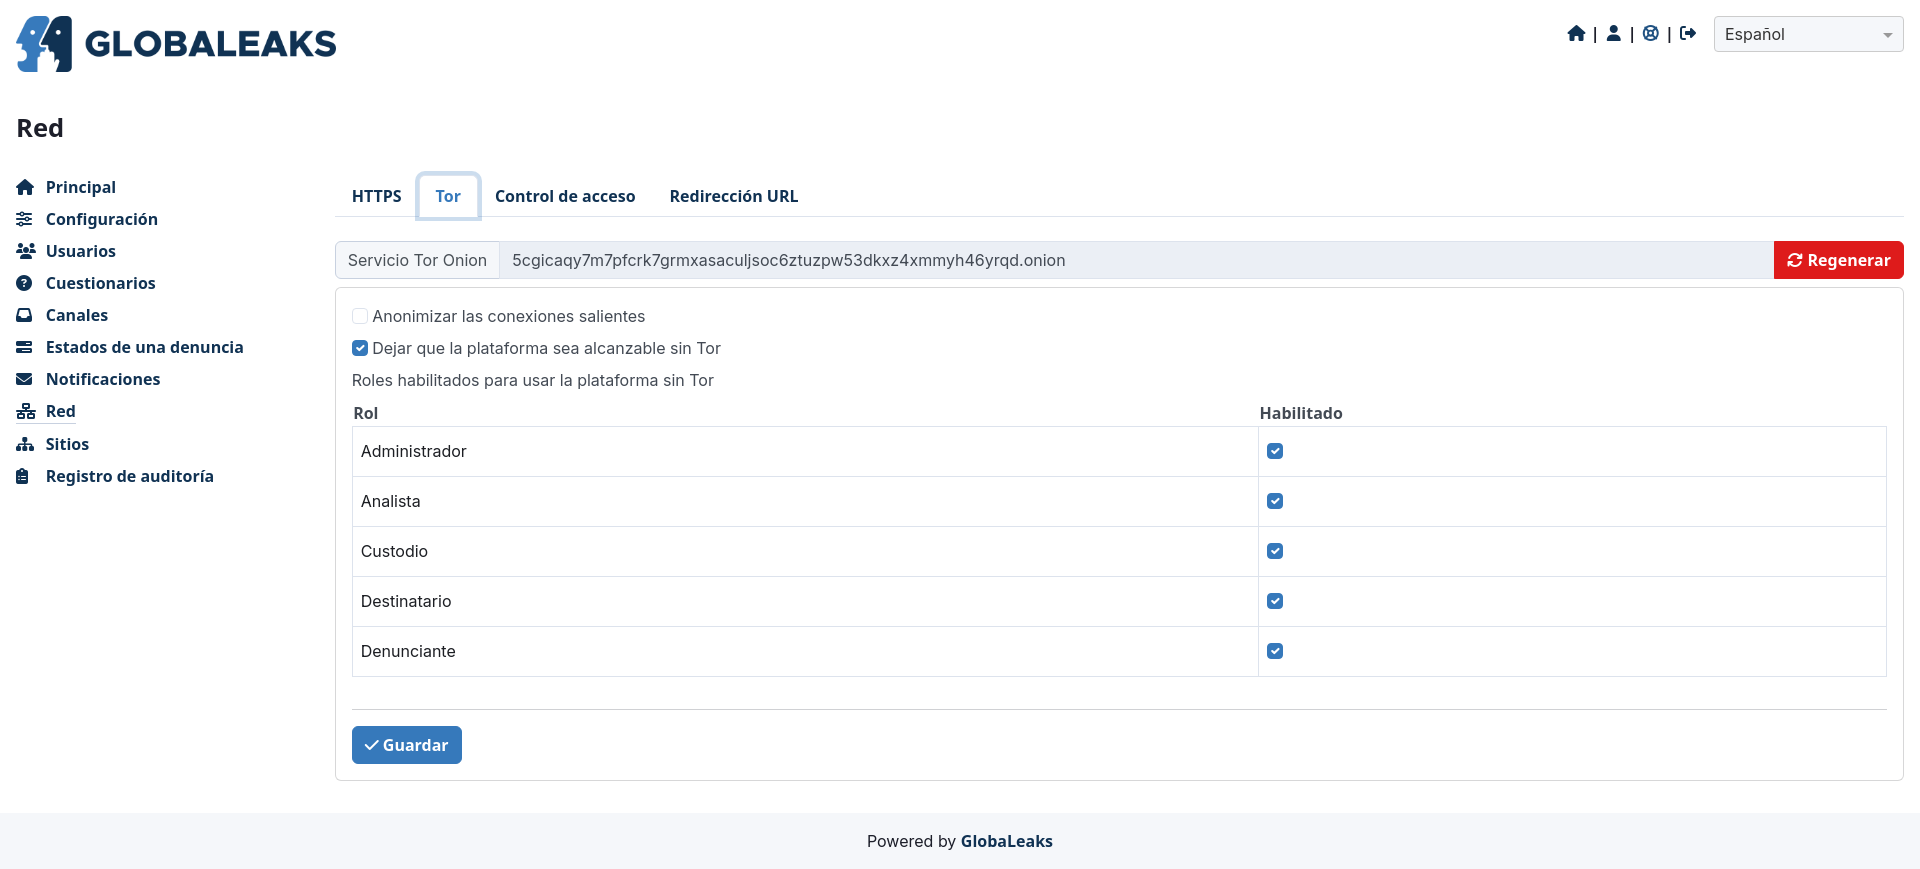 GLOBALEAKS
Español
Red
Principal
Configuración
Usuarios
Cuestionarios
Canales
Estados de una denuncia
Notificaciones
Red
Sitios
Registro de auditoría
HTTPS Tor Control de acceso Redirección URL
Servicio Tor Onion 5cgicaqy7m7pfcrk7grmxasaculjsoc6ztuzpw53dkxz4xmmyh46yrqd.onion Regenerar
Anonimizar las conexiones salientes
Dejar que la plataforma sea alcanzable sin Tor
Roles habilitados para usar la plataforma sin Tor
Rol Habilitado
Administrador
Analista
Custodio
Destinatario
Denunciante
Guardar
Powered by GlobaLeaks